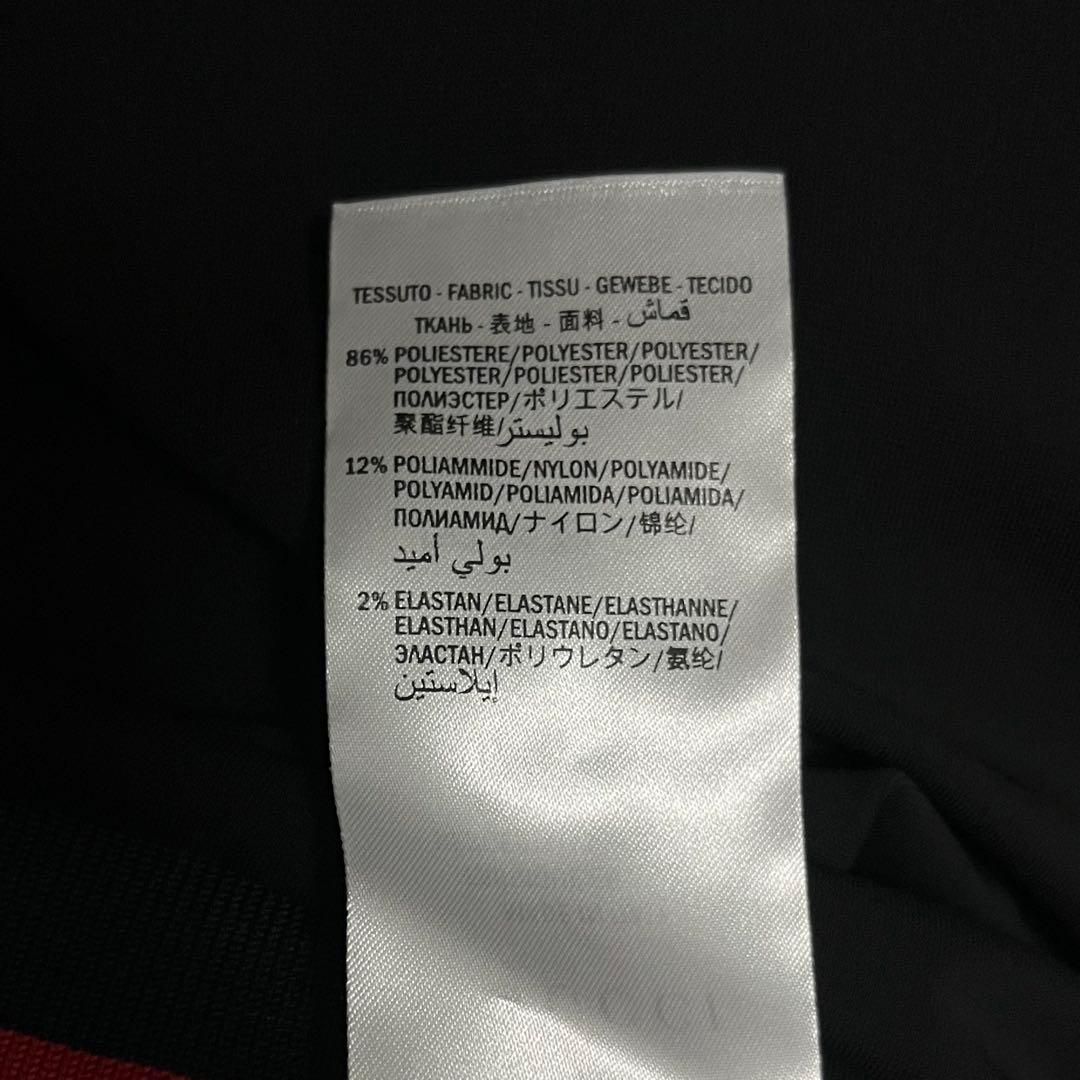 TESSUTO - FABRIC - TISSU - GEWEBE - TECIDO
ТКАНЬ - 表地 - 面料 - قماش
86% POLIESTERE/POLYESTER/POLYESTER/
POLYESTER/POLIESTER/POLIESTER/
ПОЛИЭСТЕР/ポリエステル/
聚酯纤维/بوليستر
12% POLIAMMIDE/NYLON/POLYAMIDE/
POLYAMID/POLIAMIDA/POLIAMIDA/
ПОЛИАМИД/ナイロン/锦纶/
بولي أميد
2% ELASTAN/ELASTANE/ELASTHANNE/
ELASTHAN/ELASTANO/ELASTANO/
ЭЛАСТАН/ポリウレタン/氨纶/
إيلاستين